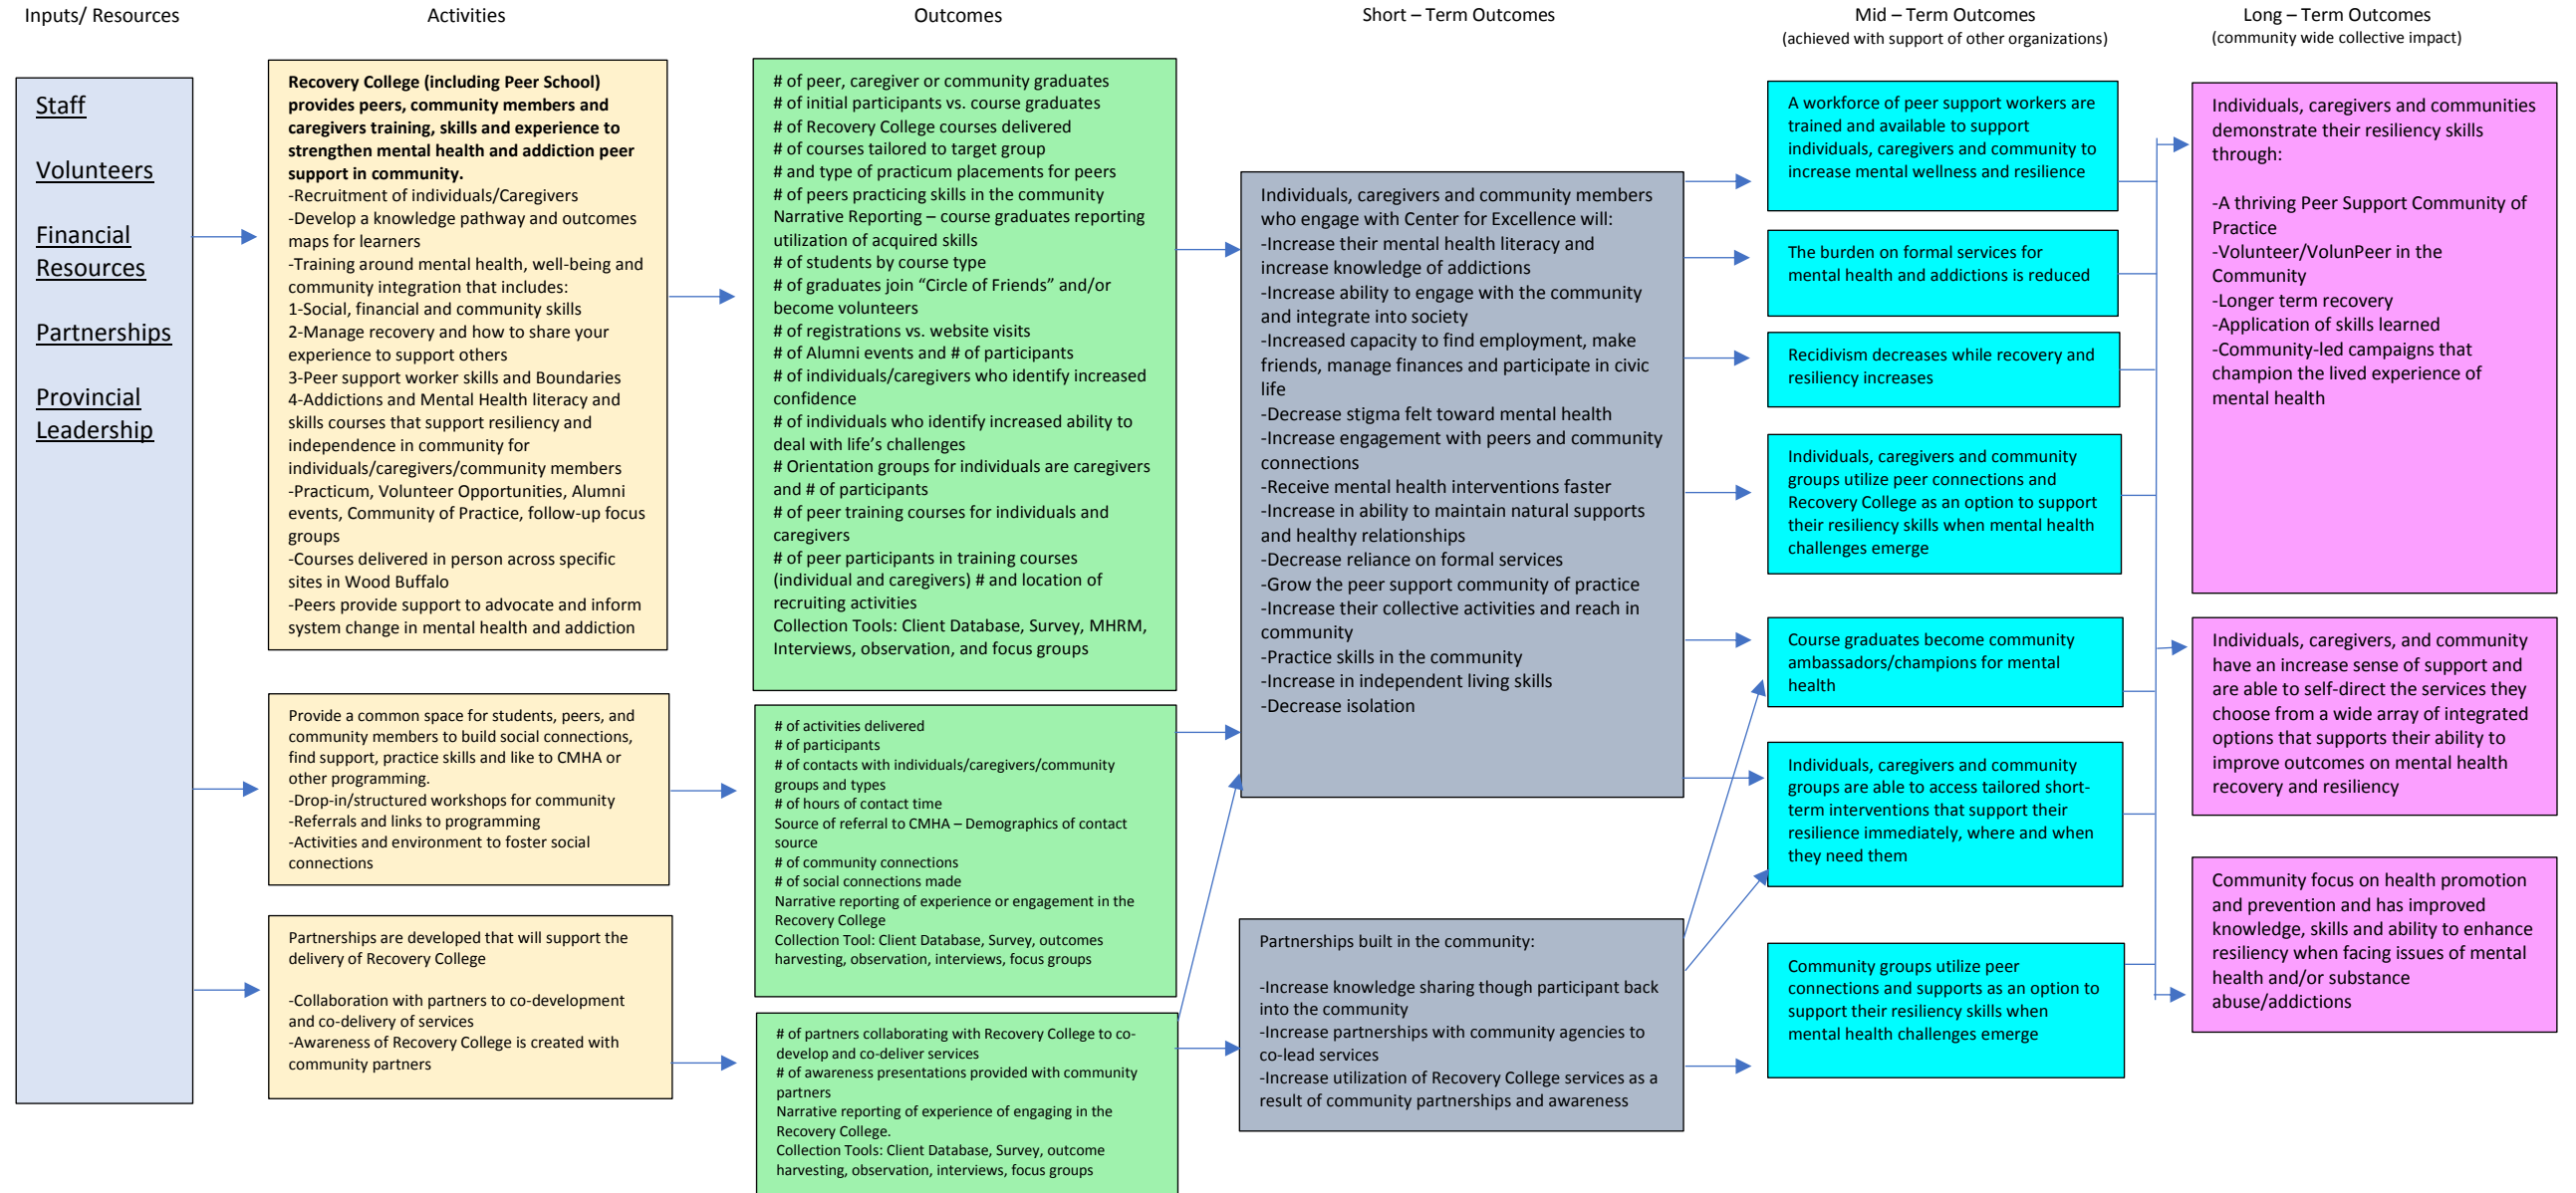 Inputs/ Resources
Activities
Outcomes
Short – Term Outcomes
Mid – Term Outcomes
(achieved with support of other organizations)
Long – Term Outcomes
(community wide collective impact)
Staff
Volunteers
Financial
Resources
Partnerships
Provincial
Leadership
Recovery College (including Peer School)
provides peers, community members and
caregivers training, skills and experience to
strengthen mental health and addiction peer
support in community.
-Recruitment of individuals/Caregivers
-Develop a knowledge pathway and outcomes
maps for learners
-Training around mental health, well-being and
community integration that includes:
1-Social, financial and community skills
2-Manage recovery and how to share your
experience to support others
3-Peer support worker skills and Boundaries
4-Addictions and Mental Health literacy and
skills courses that support resiliency and
independence in community for
individuals/caregivers/community members
-Practicum, Volunteer Opportunities, Alumni
events, Community of Practice, follow-up focus
groups
-Courses delivered in person across specific
sites in Wood Buffalo
-Peers provide support to advocate and inform
system change in mental health and addiction
Provide a common space for students, peers, and
community members to build social connections,
find support, practice skills and like to CMHA or
other programming.
-Drop-in/structured workshops for community
-Referrals and links to programming
-Activities and environment to foster social
connections
Partnerships are developed that will support the
delivery of Recovery College
-Collaboration with partners to co-development
and co-delivery of services
-Awareness of Recovery College is created with
community partners
# of peer, caregiver or community graduates
# of initial participants vs. course graduates
# of Recovery College courses delivered
# of courses tailored to target group
# and type of practicum placements for peers
# of peers practicing skills in the community
Narrative Reporting – course graduates reporting
utilization of acquired skills
# of students by course type
# of graduates join “Circle of Friends” and/or
become volunteers
# of registrations vs. website visits
# of Alumni events and # of participants
# of individuals/caregivers who identify increased
confidence
# of individuals who identify increased ability to
deal with life’s challenges
# Orientation groups for individuals are caregivers
and # of participants
# of peer training courses for individuals and
caregivers
# of peer participants in training courses
(individual and caregivers) # and location of
recruiting activities
Collection Tools: Client Database, Survey, MHRM,
Interviews, observation, and focus groups
# of activities delivered
# of participants
# of contacts with individuals/caregivers/community
groups and types
# of hours of contact time
Source of referral to CMHA – Demographics of contact
source
# of community connections
# of social connections made
Narrative reporting of experience or engagement in the
Recovery College
Collection Tool: Client Database, Survey, outcomes
harvesting, observation, interviews, focus groups
# of partners collaborating with Recovery College to co-
develop and co-deliver services
# of awareness presentations provided with community
partners
Narrative reporting of experience of engaging in the
Recovery College.
Collection Tools: Client Database, Survey, outcome
harvesting, observation, interviews, focus groups
Individuals, caregivers and community members
who engage with Center for Excellence will:
-Increase their mental health literacy and
increase knowledge of addictions
-Increase ability to engage with the community
and integrate into society
-Increased capacity to find employment, make
friends, manage finances and participate in civic
life
-Decrease stigma felt toward mental health
-Increase engagement with peers and community
connections
-Receive mental health interventions faster
-Increase in ability to maintain natural supports
and healthy relationships
-Decrease reliance on formal services
-Grow the peer support community of practice
-Increase their collective activities and reach in
community
-Practice skills in the community
-Increase in independent living skills
-Decrease isolation
Partnerships built in the community:
-Increase knowledge sharing though participant back
into the community
-Increase partnerships with community agencies to
co-lead services
-Increase utilization of Recovery College services as a
result of community partnerships and awareness
A workforce of peer support workers are
trained and available to support
individuals, caregivers and community to
increase mental wellness and resilience
The burden on formal services for
mental health and addictions is reduced
Recidivism decreases while recovery and
resiliency increases
Individuals, caregivers and community
groups utilize peer connections and
Recovery College as an option to support
their resiliency skills when mental health
challenges emerge
Course graduates become community
ambassadors/champions for mental
health
Individuals, caregivers and community
groups are able to access tailored short-
term interventions that support their
resilience immediately, where and when
they need them
Community groups utilize peer
connections and supports as an option to
support their resiliency skills when
mental health challenges emerge
Individuals, caregivers and communities
demonstrate their resiliency skills
through:
-A thriving Peer Support Community of
Practice
-Volunteer/VolunPeer in the
Community
-Longer term recovery
-Application of skills learned
-Community-led campaigns that
champion the lived experience of
mental health
Individuals, caregivers, and community
have an increase sense of support and
are able to self-direct the services they
choose from a wide array of integrated
options that supports their ability to
improve outcomes on mental health
recovery and resiliency
Community focus on health promotion
and prevention and has improved
knowledge, skills and ability to enhance
resiliency when facing issues of mental
health and/or substance
abuse/addictions